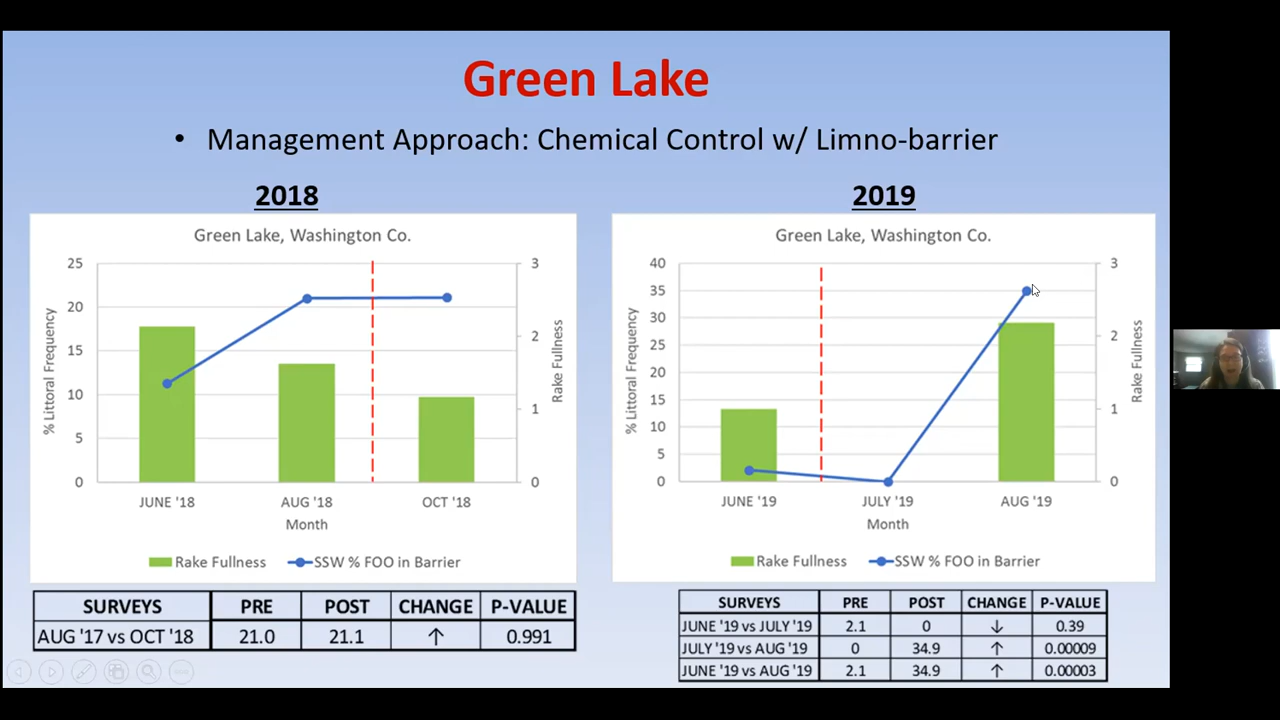 Green Lake
• Management Approach: Chemical Control w/ Limno-barrier
2018
Green Lake, Washington Co.
25
20
15
10
5
0
% Littoral Frequency
3
2
1
0
Rake Fullness
JUNE '18 AUG '18 OCT '18
Month
Rake Fullness SSW % FOO in Barrier
SURVEYS PRE POST CHANGE P-VALUE
AUG '17 vs OCT '18 21.0 21.1 ↑ 0.991
2019
Green Lake, Washington Co.
40
35
30
25
20
15
10
5
0
% Littoral Frequency
3
2
1
0
Rake Fullness
JUNE '19 JULY '19 AUG '19
Month
Rake Fullness SSW % FOO in Barrier
SURVEYS PRE POST CHANGE P-VALUE
JUNE '19 vs JULY '19 2.1 0 ↓ 0.39
JULY '19 vs AUG '19 0 34.9 ↑ 0.00009
JUNE '19 vs AUG '19 2.1 34.9 ↑ 0.00003